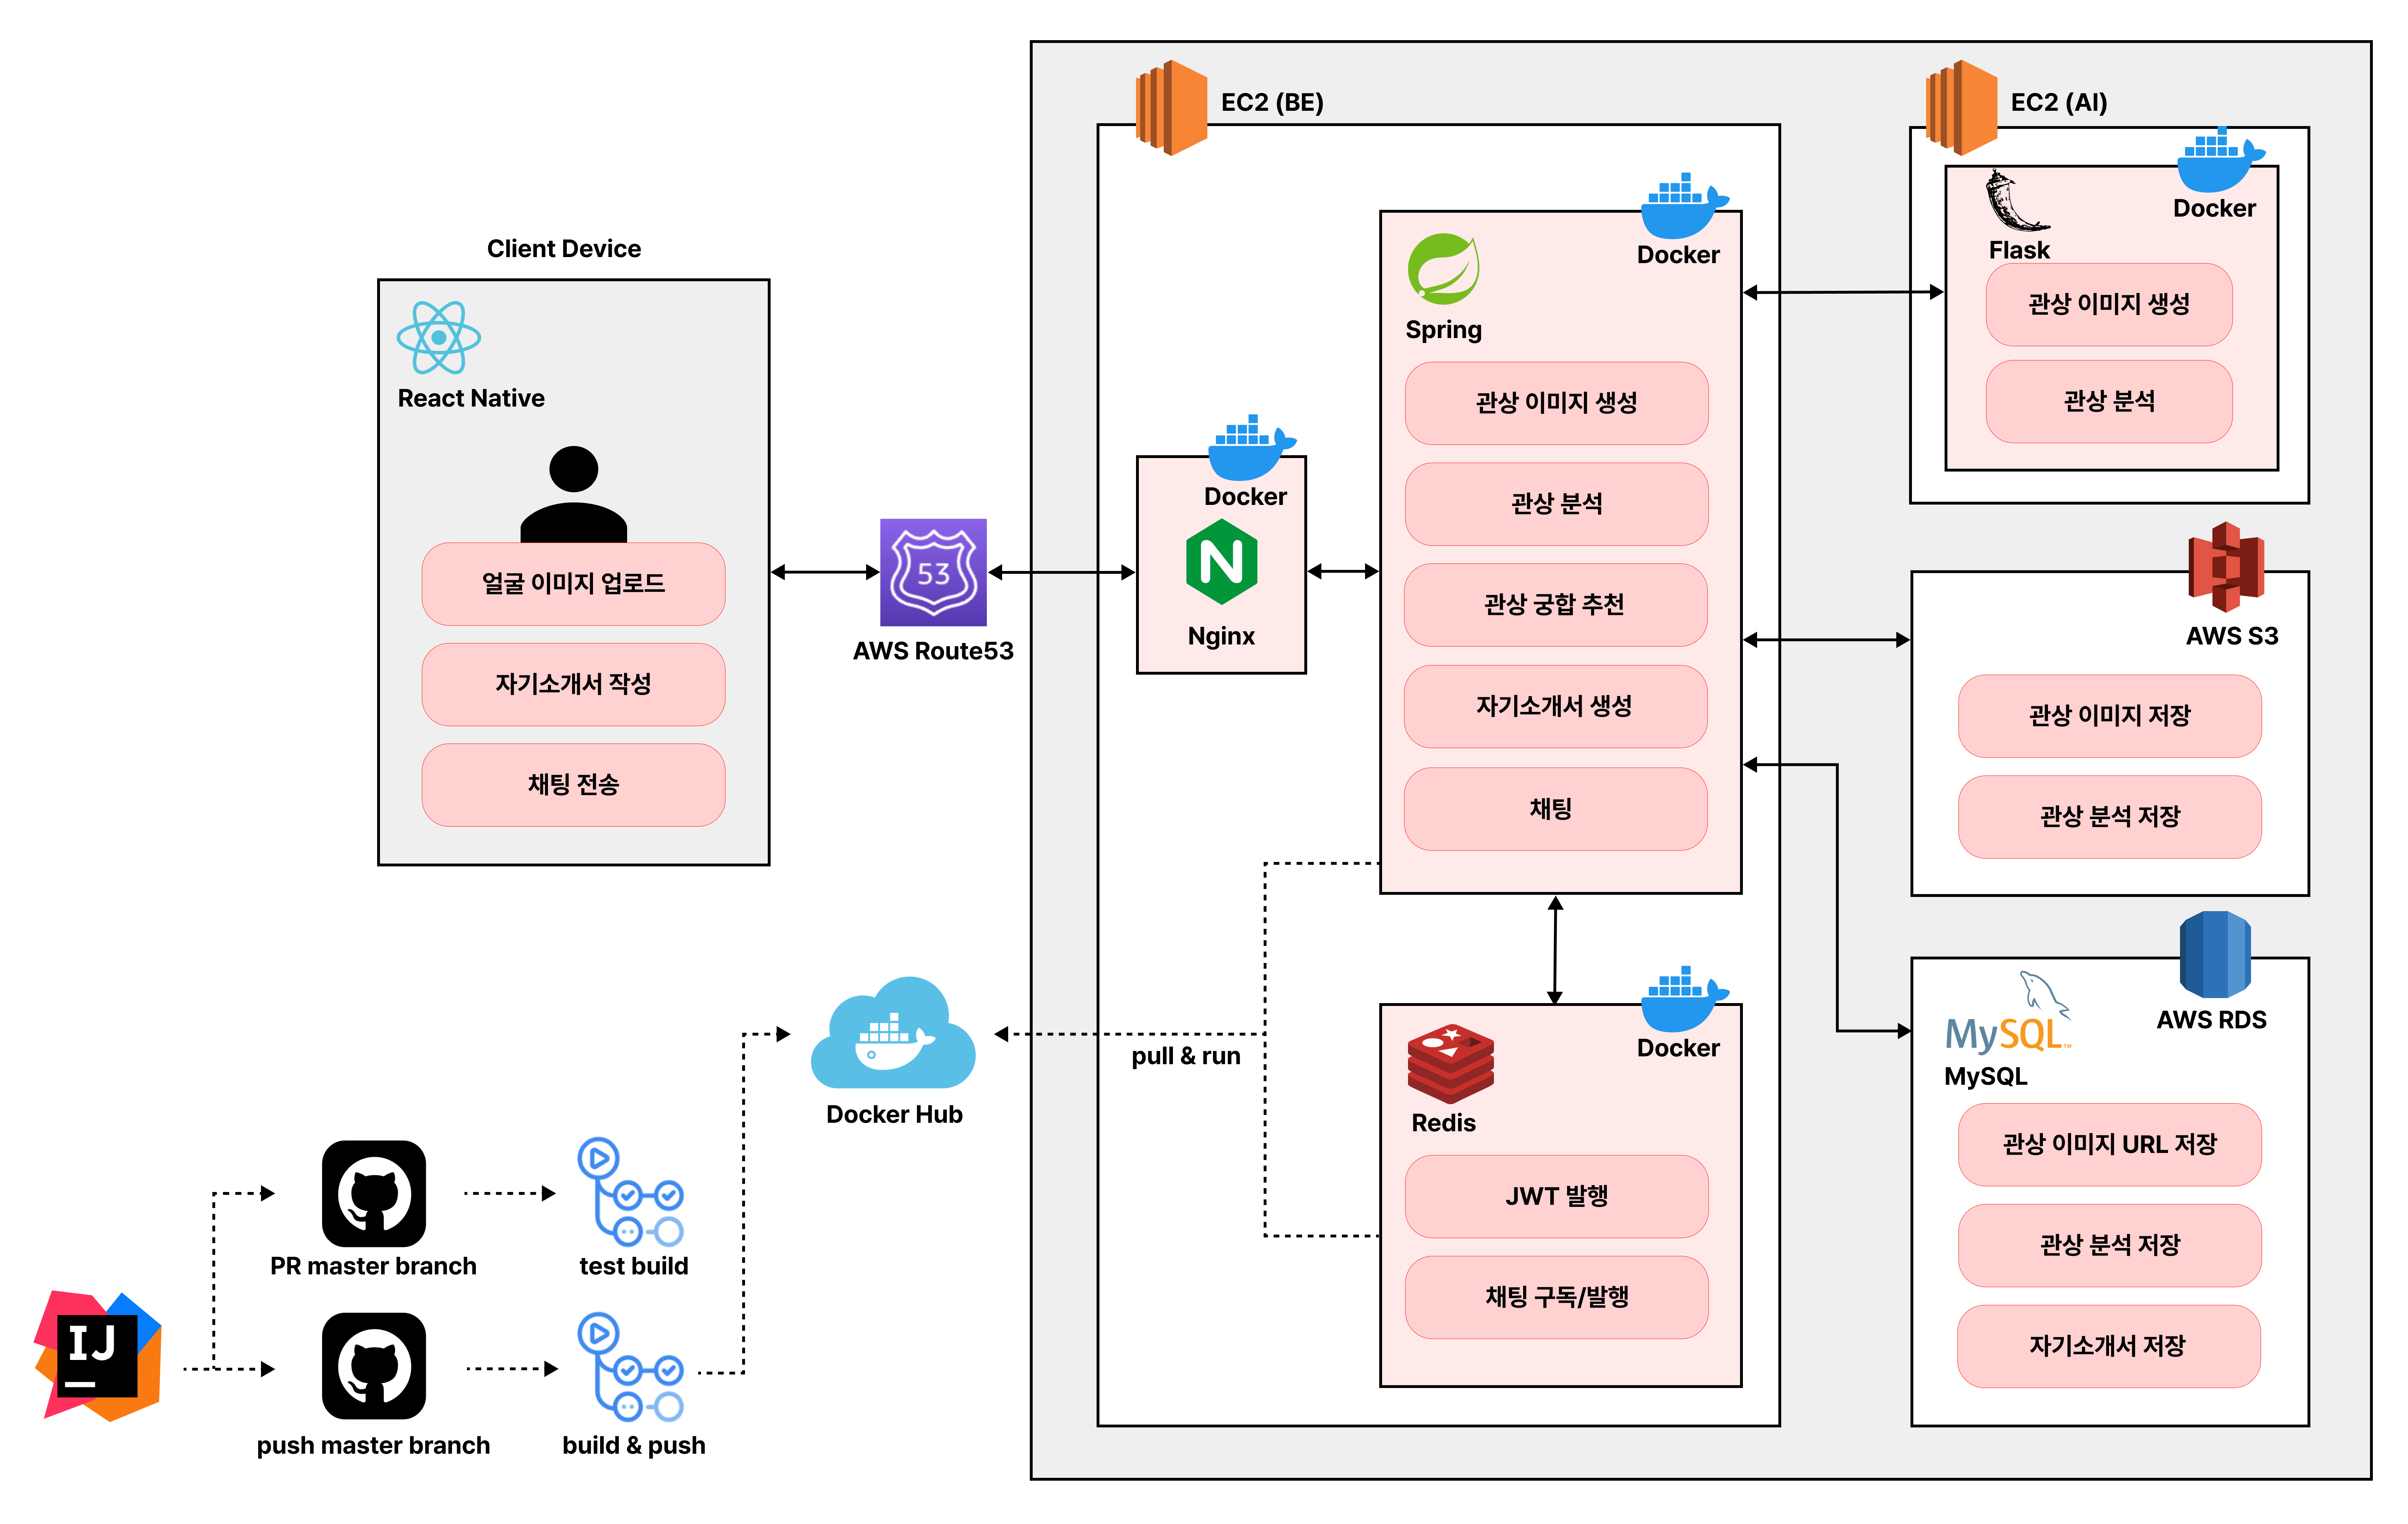 Client Device
React Native
얼굴 이미지 업로드
자기소개서 작성
채팅 전송
53
AWS Route53
EC2 (BE)
Docker
Nginx
Docker
Spring
관상 이미지 생성
관상 분석
관상 궁합 추천
자기소개서 생성
채팅
Docker
Redis
JWT 발행
채팅 구독/발행
EC2 (AI)
Docker
Flask
관상 이미지 생성
관상 분석
AWS S3
관상 이미지 저장
관상 분석 저장
AWS RDS
MySQL™
MySQL
관상 이미지 URL 저장
관상 분석 저장
자기소개서 저장
pull & run
Docker Hub
IJ
PR master branch
test build
push master branch
build & push